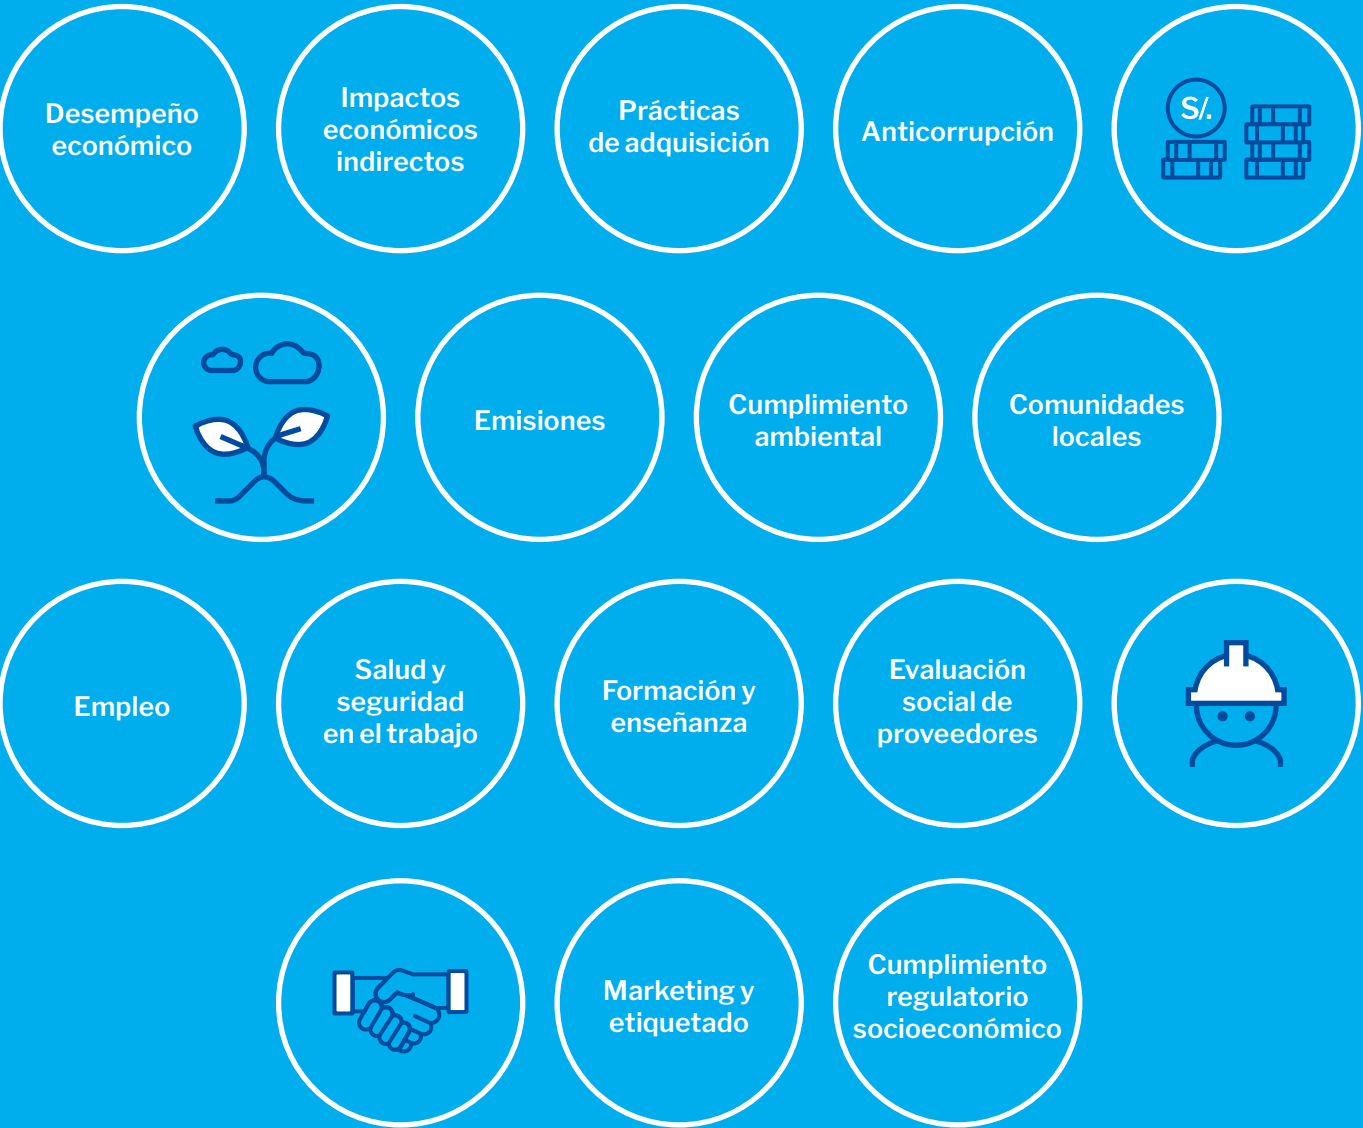 Desempeño
económico
Impactos
económicos
indirectos
Prácticas
de adquisición
Anticorrupción
S/.
Emisiones
Cumplimiento
ambiental
Comunidades
locales
Empleo
Salud y
seguridad
en el trabajo
Formación y
enseñanza
Evaluación
social de
proveedores
Marketing y
etiquetado
Cumplimiento
regulatorio
socioeconómico